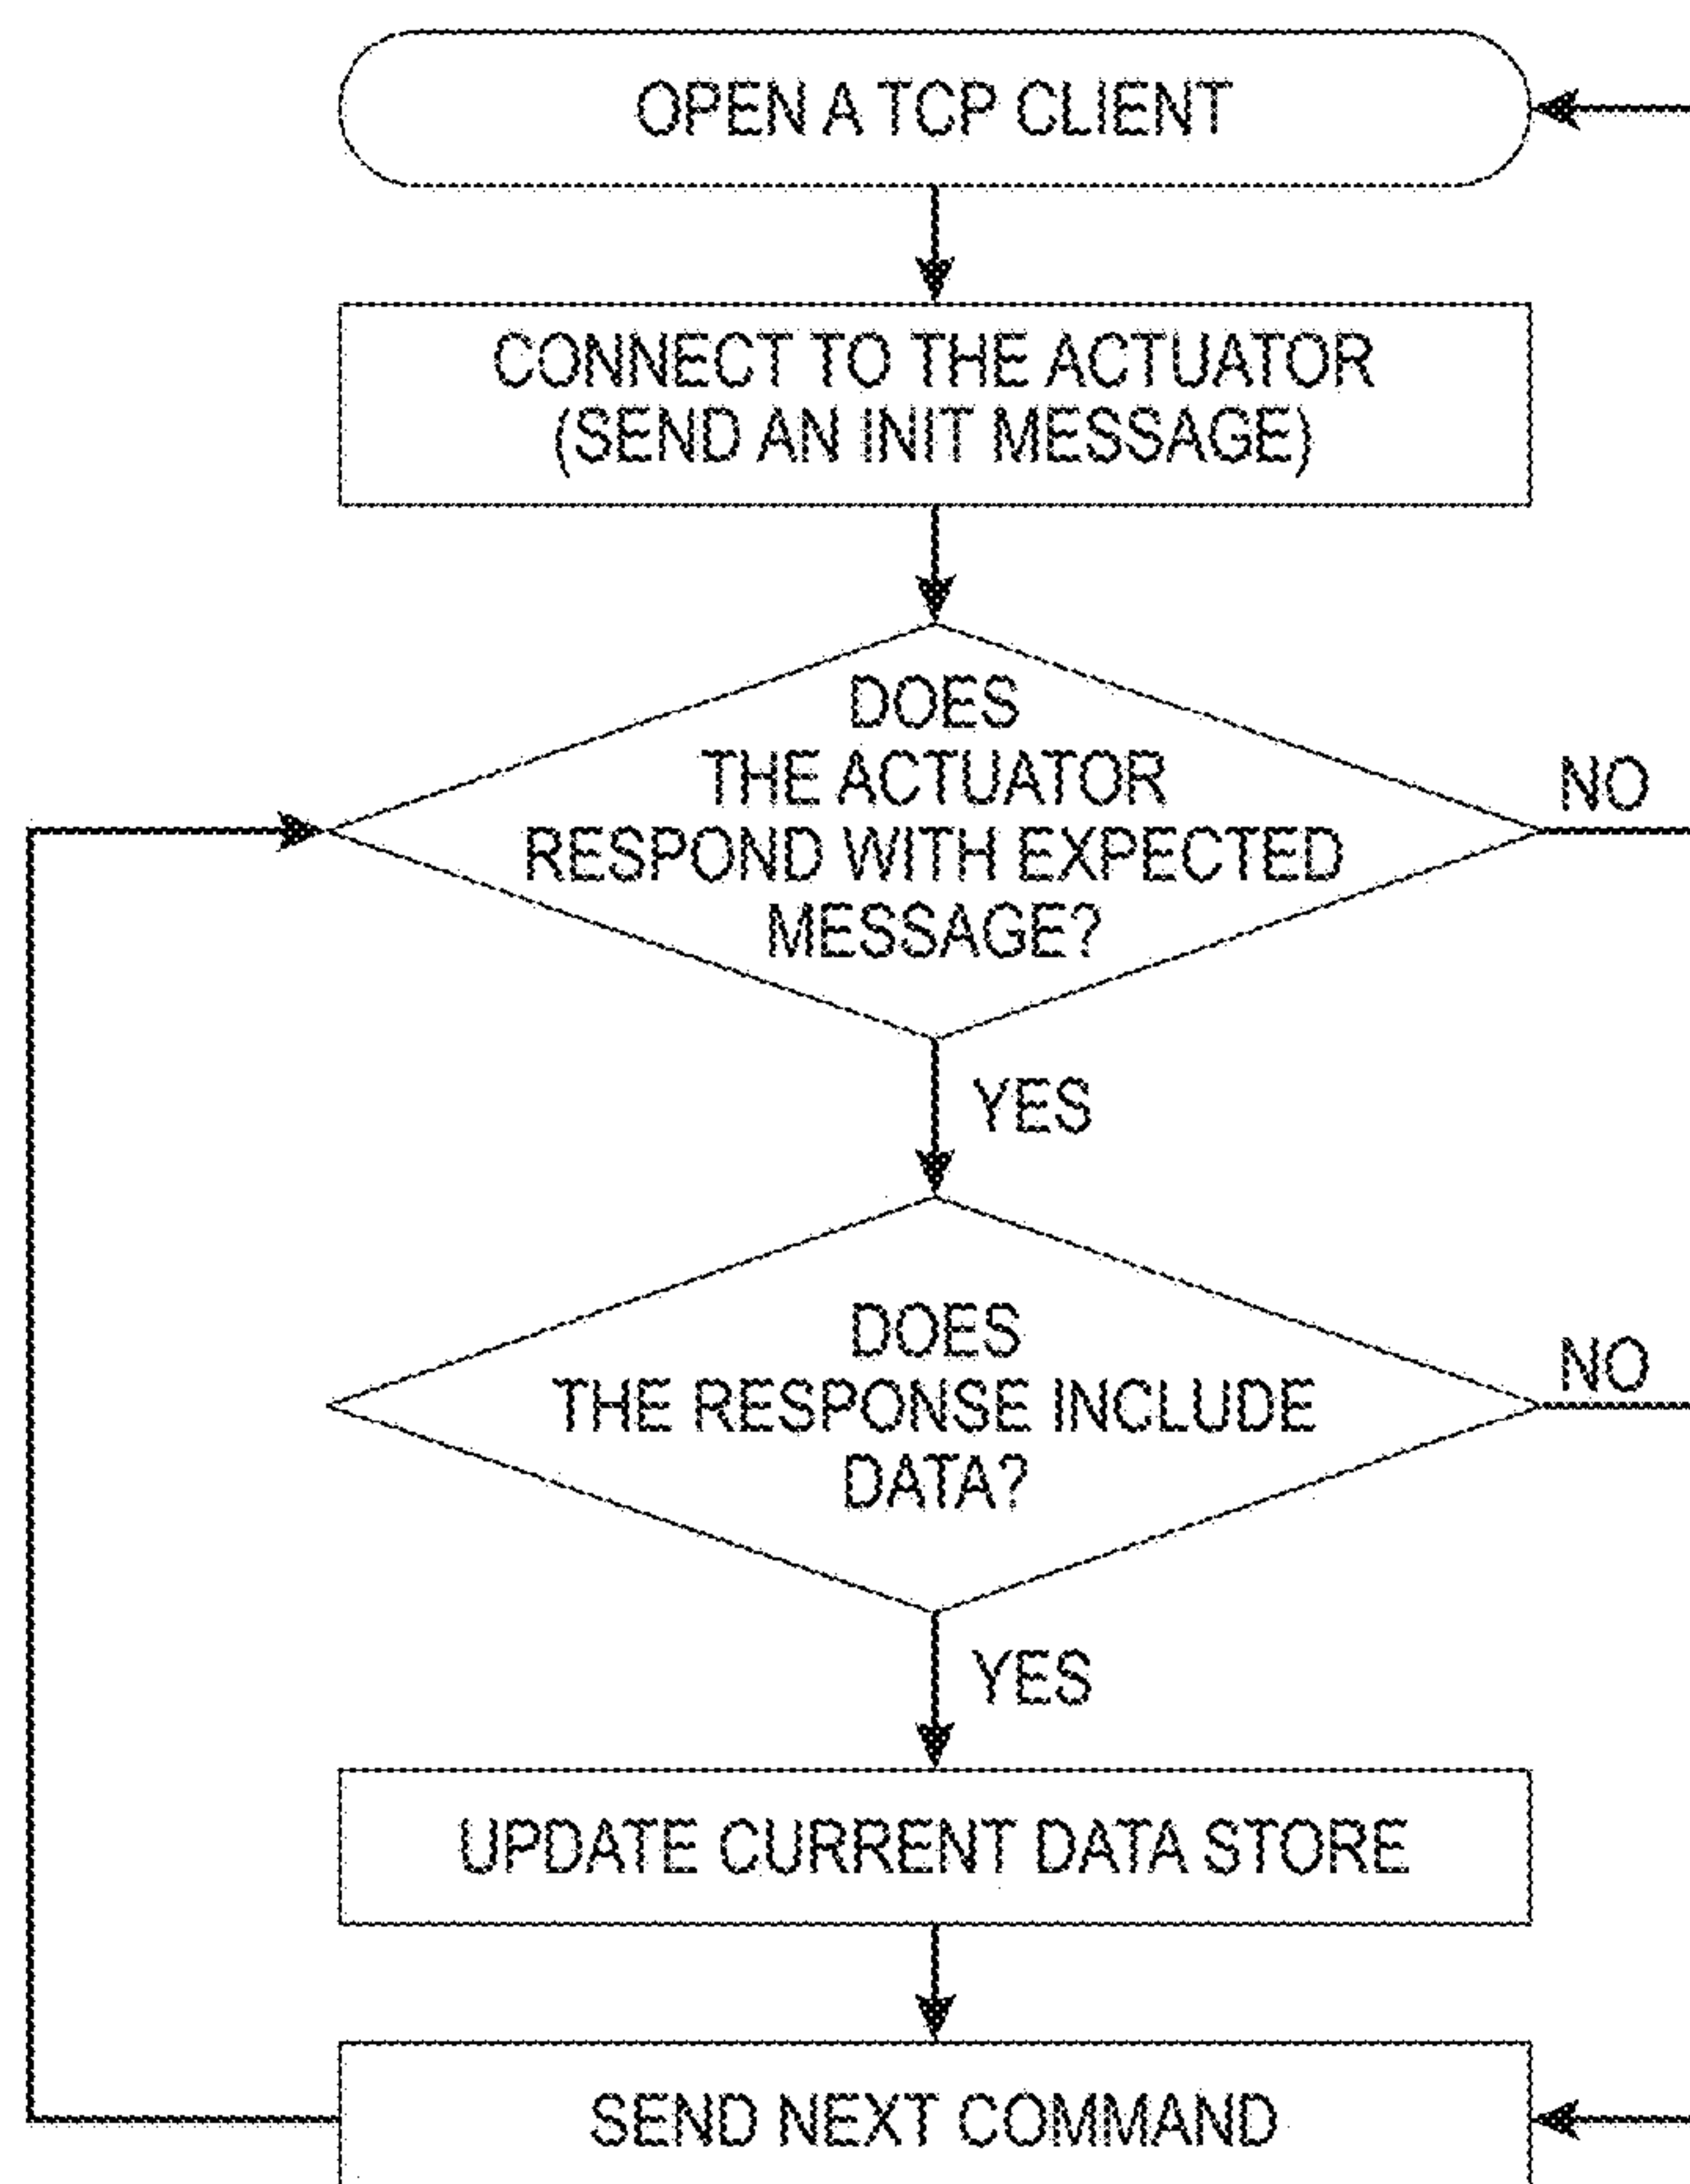 OPEN A TCP CLIENT
CONNECT TO THE ACTUATOR
(SEND AN INIT MESSAGE)
DOES
THE ACTUATOR
RESPOND WITH EXPECTED
MESSAGE?
NO
YES
DOES
THE RESPONSE INCLUDE
DATA?
NO
YES
UPDATE CURRENT DATA STORE
SEND NEXT COMMAND